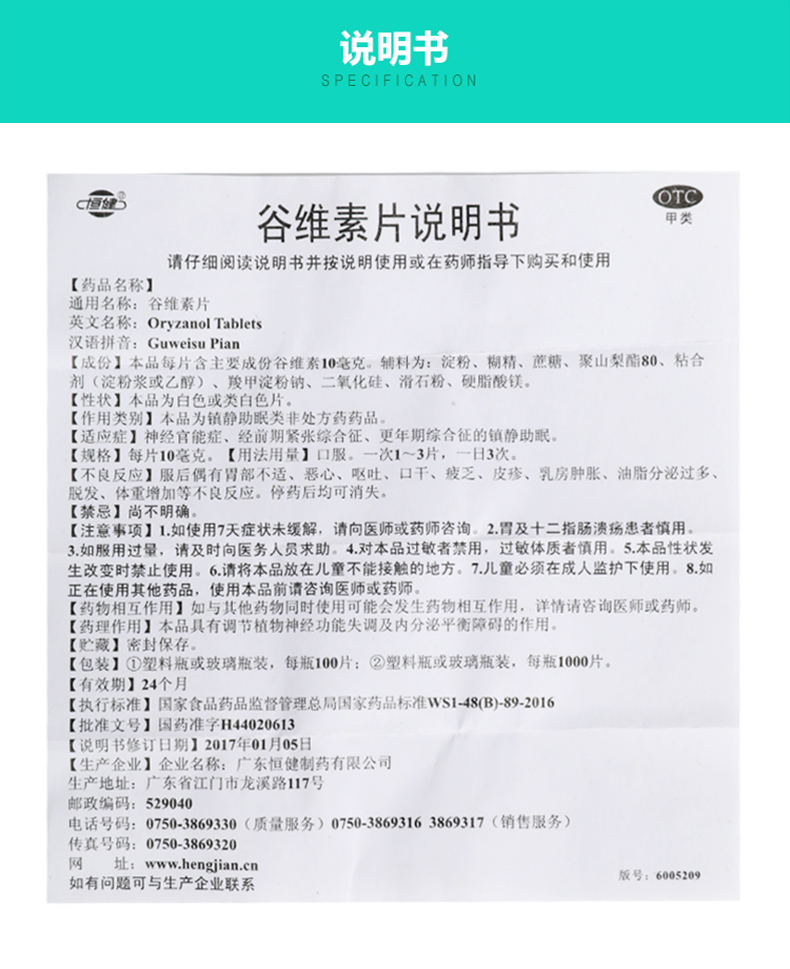 说明书
SPECIFICATION
恒健®
OTC
甲类
谷维素片说明书
请仔细阅读说明书并按说明使用或在药师指导下购买和使用
【药品名称】
通用名称：谷维素片
英文名称：Oryzanol Tablets
汉语拼音：Guweisu Pian
【成份】本品每片含主要成份谷维素10毫克。辅料为：淀粉、糊精、蔗糖、聚山梨酯80、粘合
剂（淀粉浆或乙醇）、羧甲淀粉钠、二氧化硅、滑石粉、硬脂酸镁。
【性状】本品为白色或类白色片。
【作用类别】本品为镇静助眠类非处方药药品。
【适应症】神经官能症、经前期紧张综合征、更年期综合征的镇静助眠。
【规格】每片10毫克。【用法用量】口服。一次1～3片，一日3次。
【不良反应】服后偶有胃部不适、恶心、呕吐、口干、疲乏、皮疹、乳房肿胀、油脂分泌过多、
脱发、体重增加等不良反应。停药后均可消失。
【禁忌】尚不明确。
【注意事项】1.如使用7天症状未缓解，请向医师或药师咨询。2.胃及十二指肠溃疡患者慎用。
3.如服用过量，请及时向医务人员求助。4.对本品过敏者禁用，过敏体质者慎用。5.本品性状发
生改变时禁止使用。6.请将本品放在儿童不能接触的地方。7.儿童必须在成人监护下使用。8.如
正在使用其他药品，使用本品前请咨询医师或药师。
【药物相互作用】如与其他药物同时使用可能会发生药物相互作用，详情请咨询医师或药师。
【药理作用】本品具有调节植物神经功能失调及内分泌平衡障碍的作用。
【贮藏】密封保存。
【包装】①塑料瓶或玻璃瓶装，每瓶100片；②塑料瓶或玻璃瓶装，每瓶1000片。
【有效期】24个月
【执行标准】国家食品药品监督管理总局国家药品标准WS1-48(B)-89-2016
【批准文号】国药准字H44020613
【说明书修订日期】2017年01月05日
【生产企业】企业名称：广东恒健制药有限公司
生产地址：广东省江门市龙溪路117号
邮政编码：529040
电话号码：0750-3869330（质量服务）0750-3869316 3869317（销售服务）
传真号码：0750-3869320
网 址：www.hengjian.cn
如有问题可与生产企业联系
版号：6005209